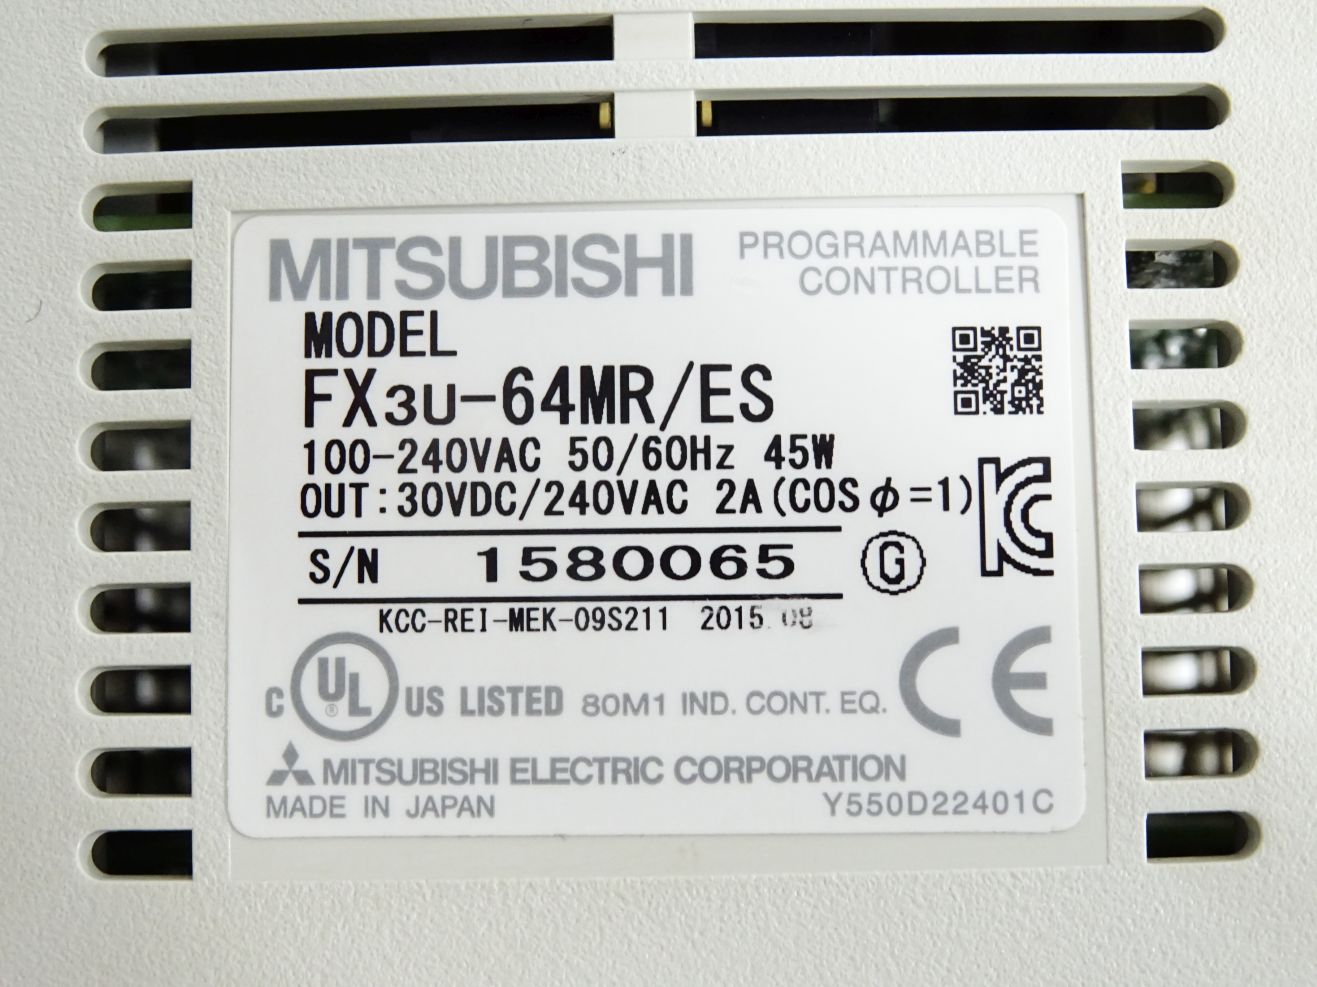 MITSUBISHI
PROGRAMMABLE
CONTROLLER
MODEL
FX3U-64MR/ES
100-240VAC 50/60Hz 45W
OUT:30VDC/240VAC 2A(COSφ=1)
S/N 1580065
G
KCC-REI-MEK-09S211 2015.08
C UL® US LISTED 80M1 IND. CONT. EQ. CE
MITSUBISHI ELECTRIC CORPORATION
MADE IN JAPAN Y550D22401C